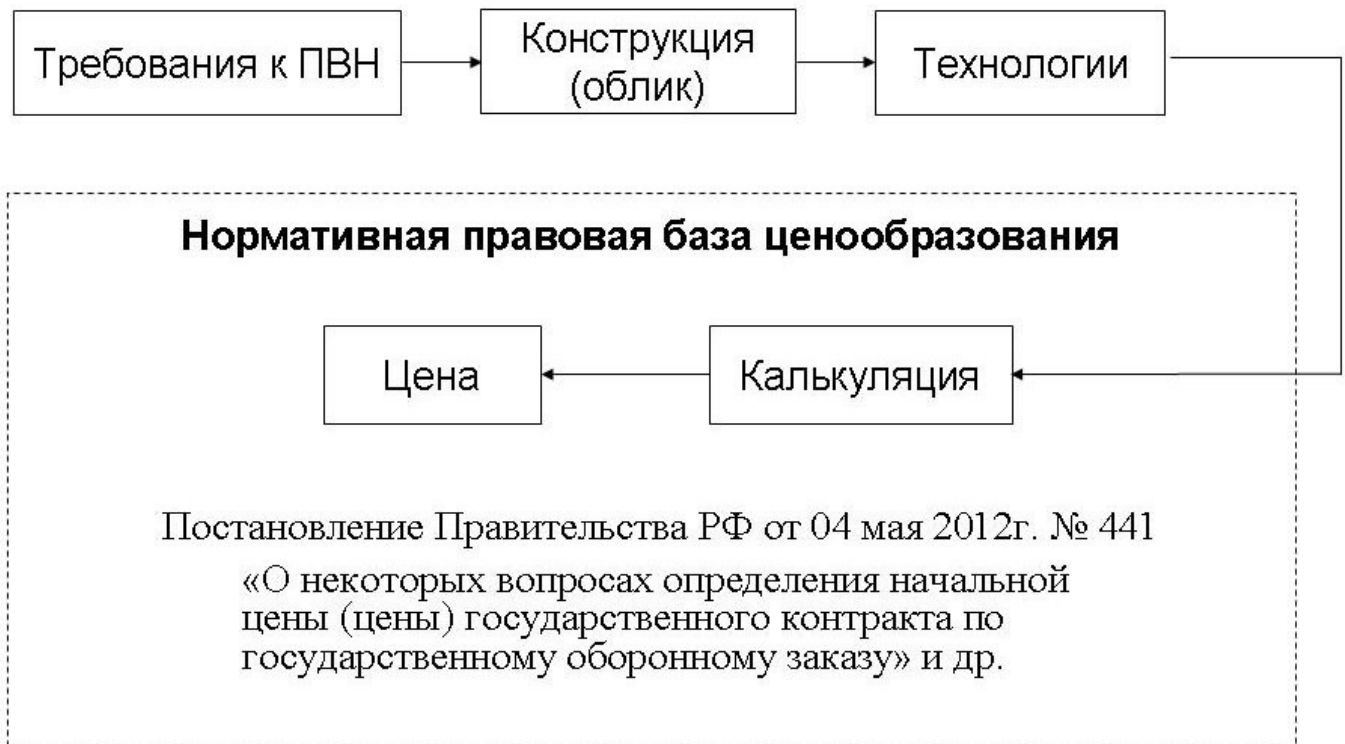 Требования к ПВН
Конструкция
(облик)
Технологии
Нормативная правовая база ценообразования
Цена
Калькуляция
Постановление Правительства РФ от 04 мая 2012г. № 441
«О некоторых вопросах определения начальной
цены (цены) государственного контракта по
государственному оборонному заказу» и др.